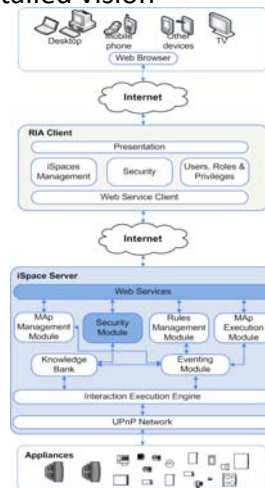 tailed vision
Desktop
Mobile
phone
Other
devices
TV
Web Browser
Internet
RIA Client
Presentation
iSpaces
Management
Security
Users, Roles &
Privileges
Web Service Client
Internet
iSpace Server
Web Services
MAp
Management
Module
Security
Module
Rules
Management
Module
MAp
Execution
Module
Knowledge
Bank
Eventing
Module
Interaction Execution Engine
UPnP Network
Appliances